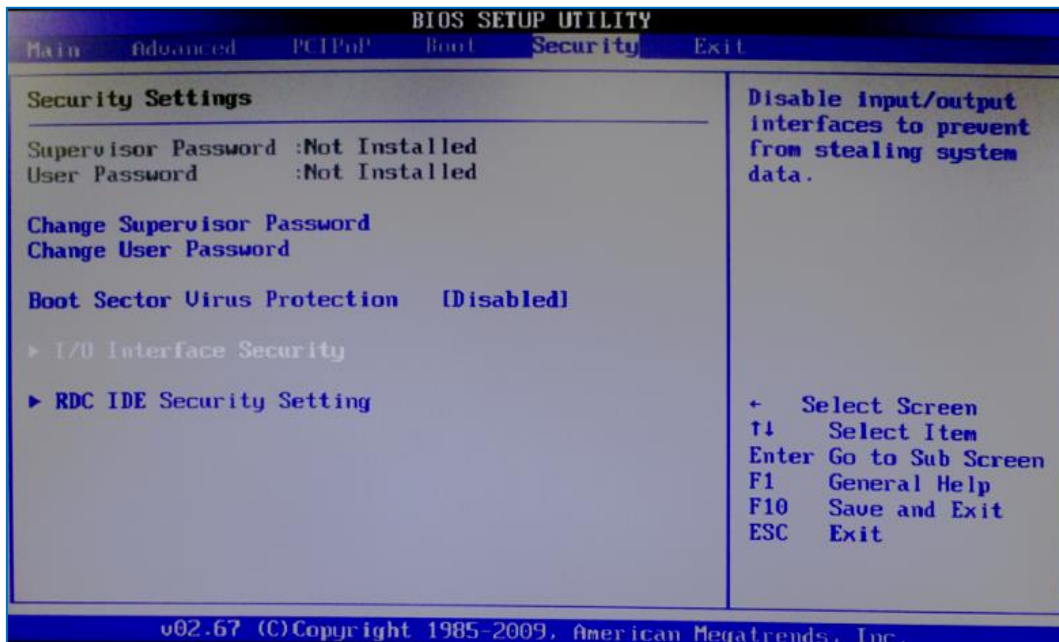 BIOS SETUP UTILITY
Main Advanced PCIPnP Boot Security Exit
Security Settings
Supervisor Password :Not Installed
User Password :Not Installed
Change Supervisor Password
Change User Password
Boot Sector Virus Protection [Disabled]
► I/O Interface Security
► RDC IDE Security Setting
Disable input/output
interfaces to prevent
from stealing system
data.
← Select Screen
↑↓ Select Item
Enter Go to Sub Screen
F1 General Help
F10 Save and Exit
ESC Exit
v02.67 (C)Copyright 1985-2009, American Megatrends, Inc.